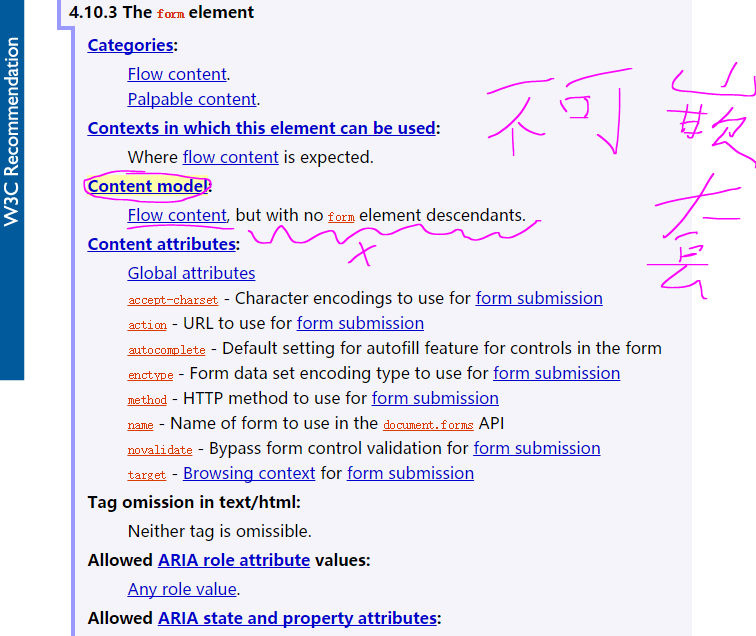 W3C Recommendation
4.10.3 The form element
Categories:
Flow content.
Palpable content.
Contexts in which this element can be used:
Where flow content is expected.
Content model:
Flow content, but with no form element descendants.
Content attributes:
Global attributes
accept-charset - Character encodings to use for form submission
action - URL to use for form submission
autocomplete - Default setting for autofill feature for controls in the form
enctype - Form data set encoding type to use for form submission
method - HTTP method to use for form submission
name - Name of form to use in the document.forms API
novalidate - Bypass form control validation for form submission
target - Browsing context for form submission
Tag omission in text/html:
Neither tag is omissible.
Allowed ARIA role attribute values:
Any role value.
Allowed ARIA state and property attributes:
不可